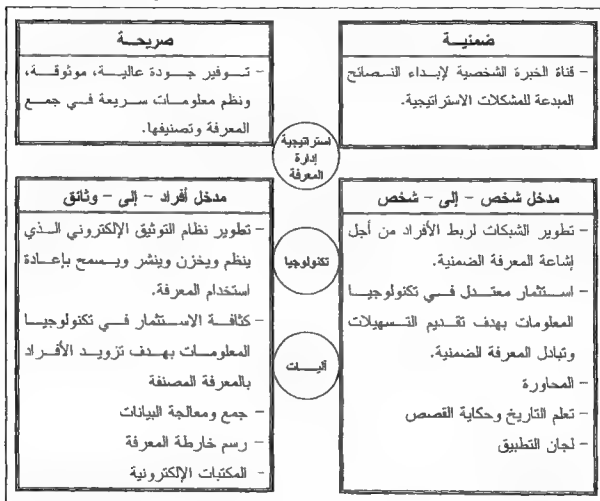 ضمنية
- قناة الخبرة الشخصية لإبداء النصائح
المبدعة للمشكلات الاستراتيجية.
صريحة
- توفير جودة عالية، موثوقة،
ونظم معلومات سريعة في جمع
المعرفة وتصنيفها.
استراتيجية
إدارة
المعرفة
مدخل شخص - إلى - شخص
- تطوير الشبكات لربط الأفراد من أجل
إشاعة المعرفة الضمنية.
- استثمار معتدل في تكنولوجيا
المعلومات بهدف تقديم التسهيلات
وتبادل المعرفة الضمنية.
- المحاورة
- تعلم التاريخ وحكاية القصص
- لجان التطبيق
تكنولوجيا
آليات
مدخل أفراد - إلى - وثائق
- تطوير نظام التوثيق الإلكتروني الذي
ينظم ويخزن وينشر ويسمح بإعادة
استخدام المعرفة.
- كثافة الاستثمار في تكنولوجيا
المعلومات بهدف تزويد الأفراد
بالمعرفة المصنفة
- جمع ومعالجة البيانات
- رسم خارطة المعرفة
- المكتبات الإلكترونية